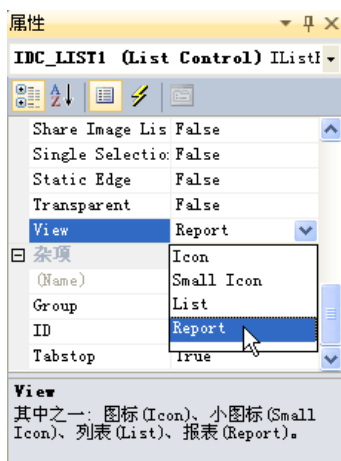 属性
IDC_LIST1 (List Control) IListE
Share Image Lis False
Single Selectio: False
Static Edge False
Transparent False
View Report
杂项
Icon
(Name)
Small Icon
Group
List
ID
Report
Tabstop True
View
其中之一: 图标(Icon)、小图标(Small
Icon)、列表(List)、报表(Report)。